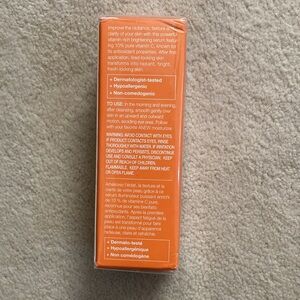 Improve the radiance, texture and
clarity of your skin with this powerful
vitamin-rich brightening serum featur-
ing 10% pure vitamin C, known for
its antioxidant properties. After the
first application, tired-looking skin
transforms into radiant, bright,
fresh-looking skin.
• Dermatologist-tested
• Hypoallergenic
• Non-comedogenic
TO USE: In the morning and evening,
after cleansing, smooth gently over
skin in an upward and outward
motion, avoiding eye area. Follow
with your favorite ANEW moisturizer.
WARNING: AVOID CONTACT WITH EYES.
IF PRODUCT CONTACTS EYES, RINSE
THOROUGHLY WITH WATER. IF IRRITATION
DEVELOPS AND PERSISTS, DISCONTINUE
USE AND CONSULT A PHYSICIAN. KEEP
OUT OF REACH OF CHILDREN.
FLAMMABLE. KEEP AWAY FROM HEAT
OR OPEN FLAME.
Améliorez l'éclat, la texture et la
clarté de votre peau grâce à ce
sérum illuminateur puissant enrichi
de 10 % de vitamine C pure,
reconnue pour ses bienfaits
antioxydants. Après la première
application, l'aspect fatigué de la
peau se transforme pour faire
place à une peau d'apparence
radieuse, claire et rafraîchie.
• Dermato-testé
• Hypoallergénique
• Non comédogène